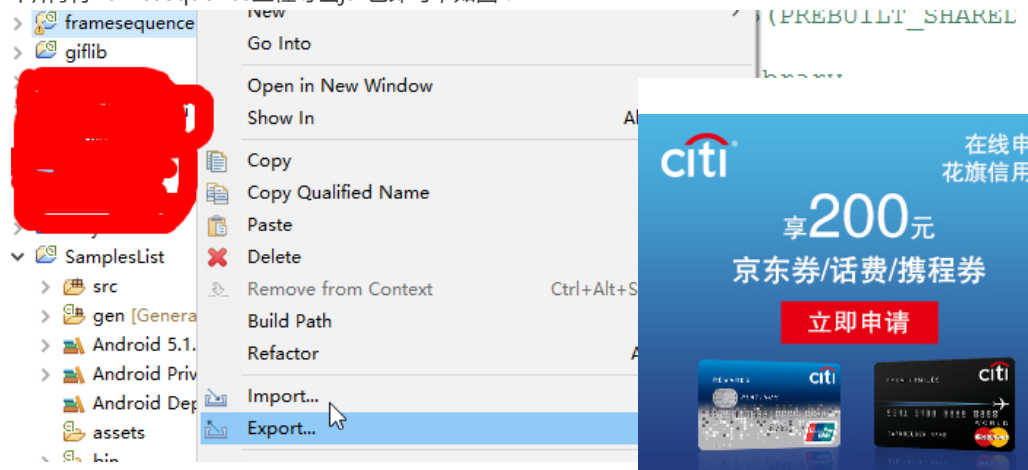 framesequence
giflib
SamplesList
src
gen [Genera
Android 5.1.
Android Priv
Android Dep
assets
bin
New
Go Into
Open in New Window
Show In
Copy
Copy Qualified Name
Paste
Delete
Remove from Context Ctrl+Alt+S
Build Path
Refactor
Import...
Export...
(PREBUILT_SHARED
citi
在线申
花旗信用
享200元
京东券/话费/携程券
立即申请
REWARDS
citi
citi
WORLD